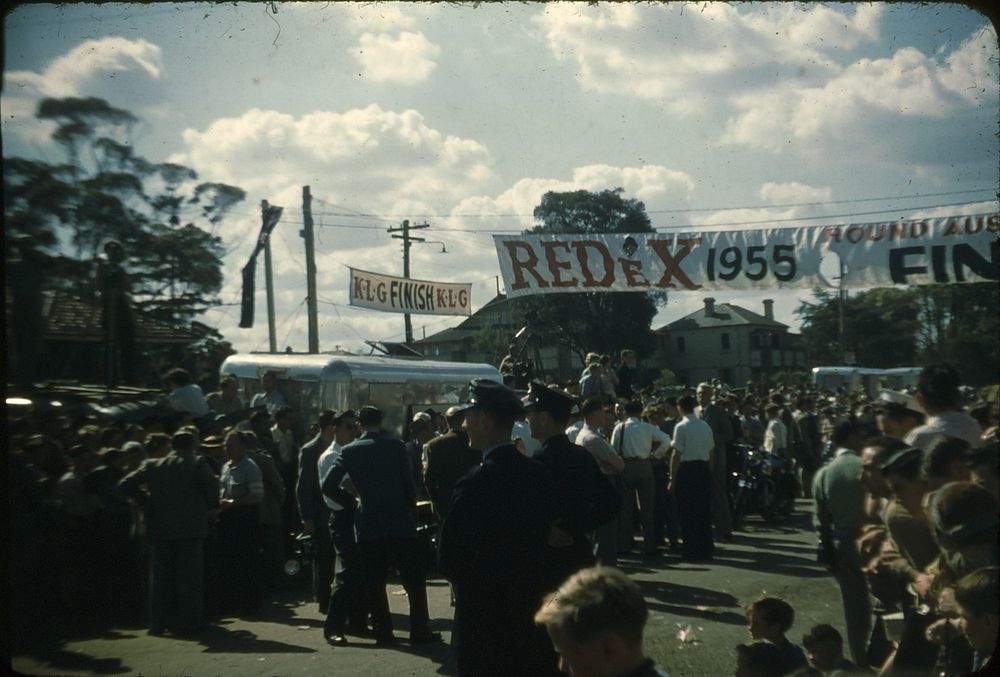 K·L·G FINISH K·L·G
REDEX 1955
ROUND AUS
FIN